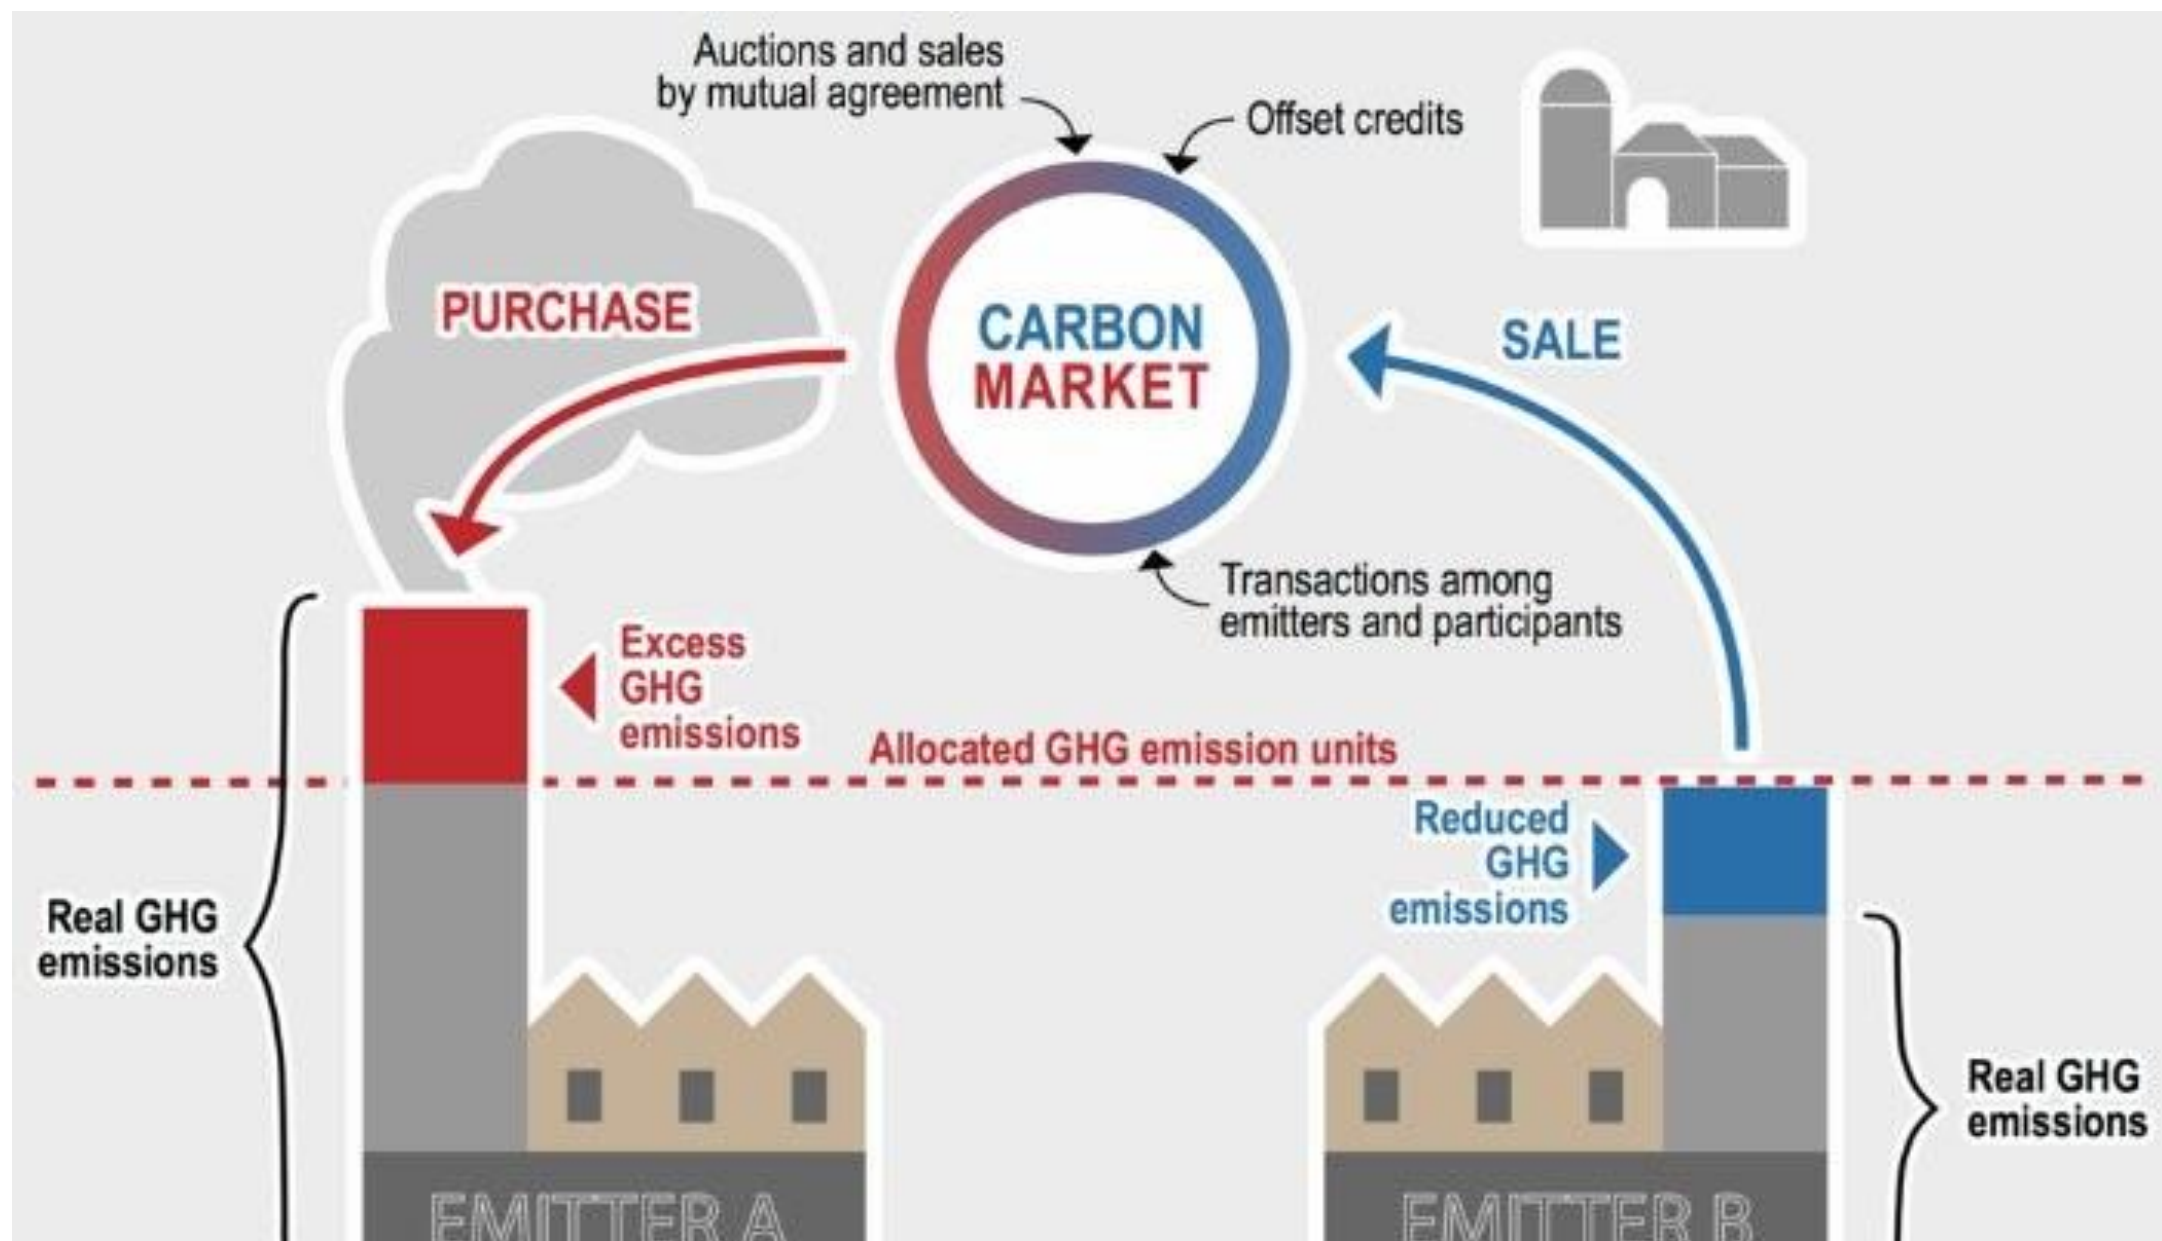 Auctions and sales
by mutual agreement
Offset credits
PURCHASE
CARBON
MARKET
SALE
Transactions among
emitters and participants
Excess
GHG
emissions
Allocated GHG emission units
Reduced
GHG
emissions
Real GHG
emissions
Real GHG
emissions
EMITTER A
EMITTER B